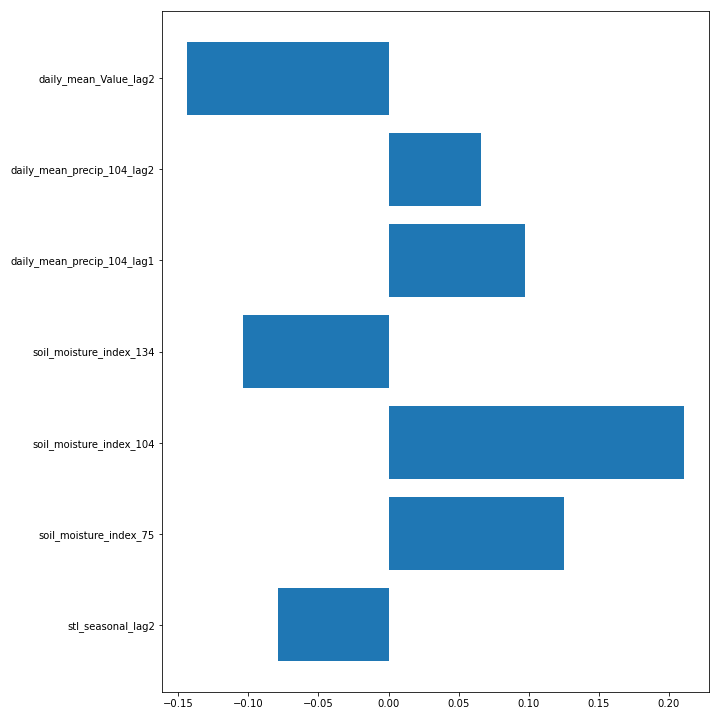 daily_mean_Value_lag2
daily_mean_precip_104_lag2
daily_mean_precip_104_lag1
soil_moisture_index_134
soil_moisture_index_104
soil_moisture_index_75
stl_seasonal_lag2
−0.15 −0.10 −0.05 0.00 0.05 0.10 0.15 0.20